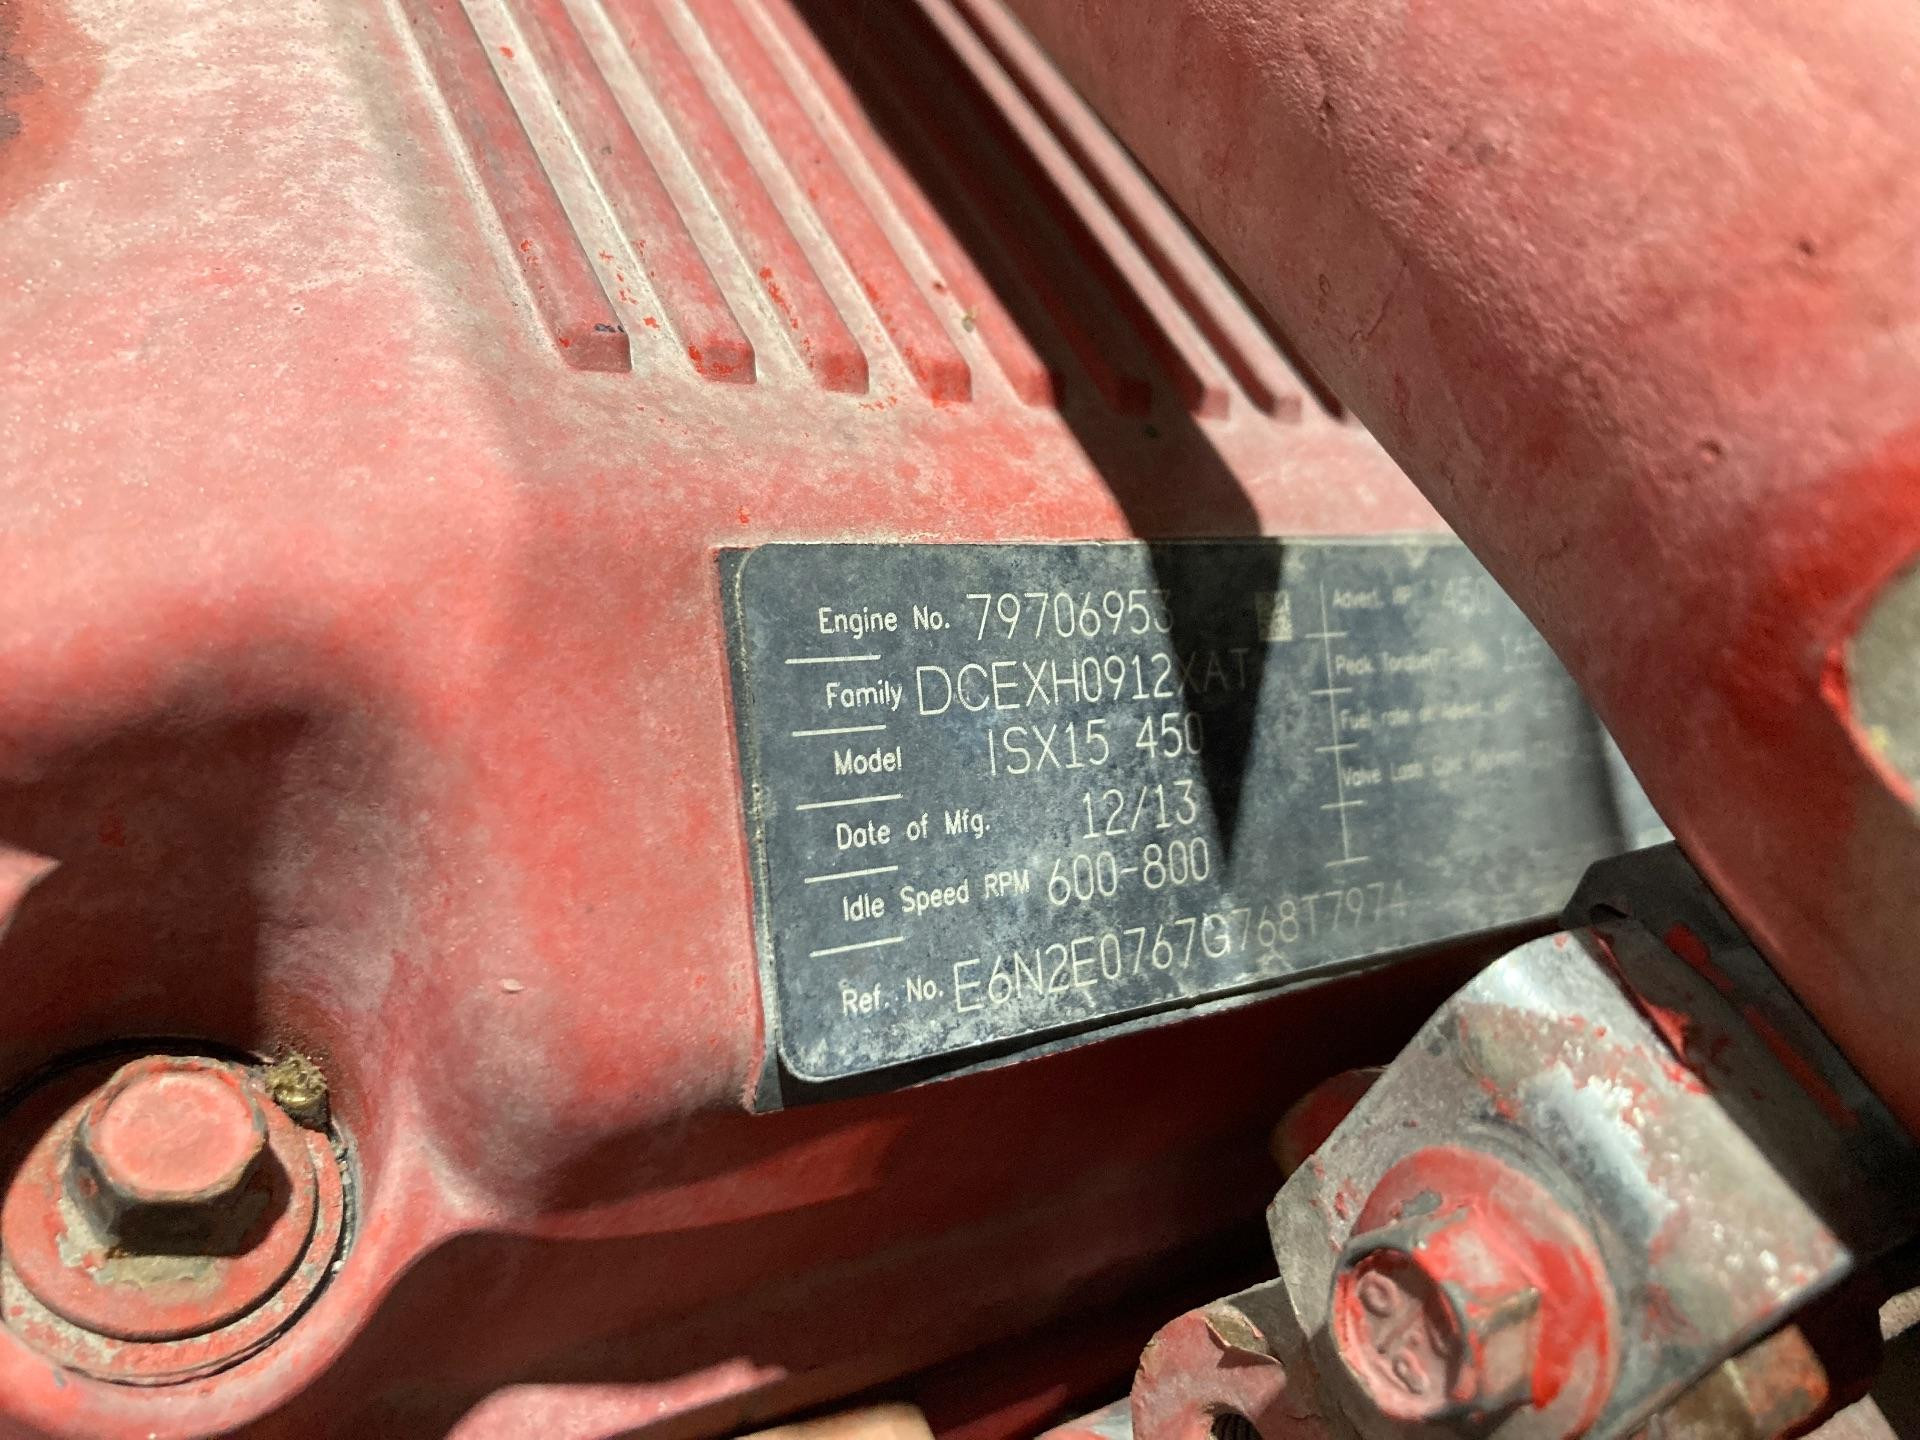 Engine No. 79706953
Family DCEXH0912XAT
Model ISX15 450
Date of Mfg. 12/13
Idle Speed RPM 600-800
Ref. No. E6N2E0767G768T7974
Advert. HP 450
Peak Torque
Fuel rate at Advert. HP
Valve Lash Cold